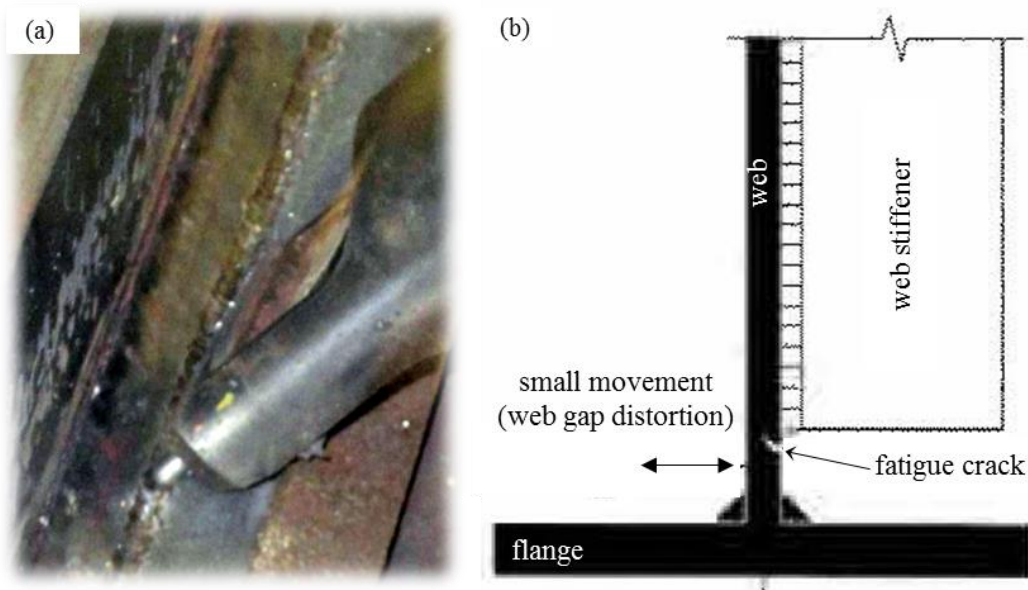 (a)
(b)
web
web stiffener
small movement
(web gap distortion)
fatigue crack
flange